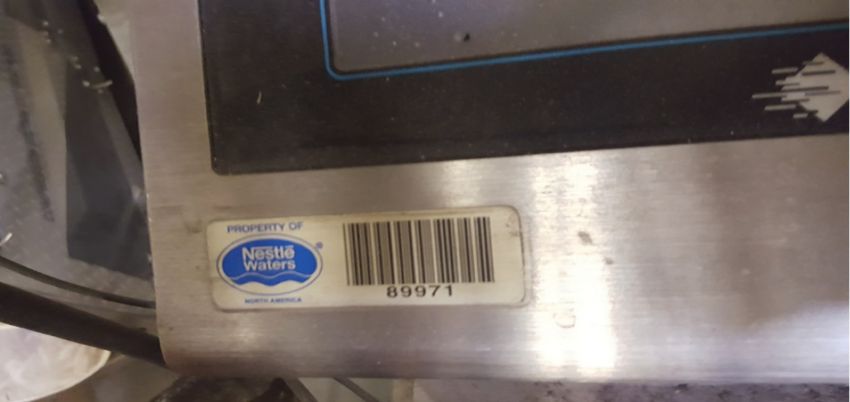 PROPERTY OF
Nestlé
Waters
NORTH AMERICA
89971